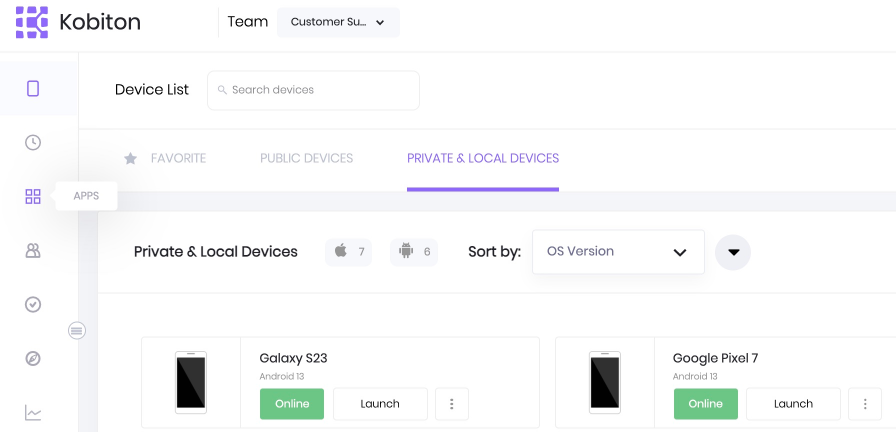 Kobiton
Team
Customer Su...
Device List
Search devices
FAVORITE
PUBLIC DEVICES
PRIVATE & LOCAL DEVICES
APPS
Private & Local Devices
7
6
Sort by:
OS Version
Galaxy S23
Android 13
Online
Launch
Google Pixel 7
Android 13
Online
Launch